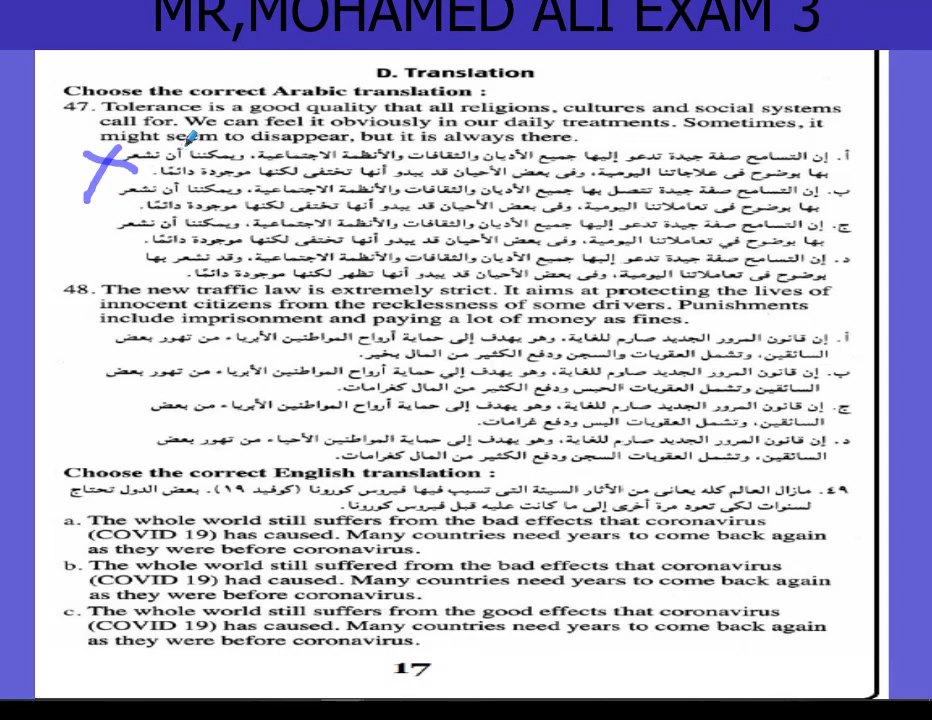 MR,MOHAMED ALI EXAM 3
D. Translation
Choose the correct Arabic translation :
47. Tolerance is a good quality that all religions, cultures and social systems
call for. We can feel it obviously in our daily treatments. Sometimes, it
might seem to disappear, but it is always there.
أ. إن التسامح صفة جيدة تدعو إليها جميع الأديان والثقافات والأنظمة الاجتماعية، ويمكننا أن نشعر
بها بوضوح فى علاجاتنا اليومية، وفى بعض الأحيان قد يبدو أنها تختفى لكنها موجودة دائمًا.
ب. إن التسامح صفة جيدة تتصل بها جميع الأديان والثقافات والأنظمة الاجتماعية، ويمكننا أن نشعر
بها بوضوح فى تعاملاتنا اليومية، وفى بعض الأحيان قد يبدو أنها تختفى لكنها موجودة دائمًا.
ج. إن التسامح صفة جيدة تدعو إليها جميع الأديان والثقافات والأنظمة الاجتماعية، ويمكننا أن نشعر
بها بوضوح في تعاملاتنا اليومية، وفى بعض الأحيان قد يبدو أنها تختفى لكنها موجودة دائمًا.
د. إن التسامح صفة جيدة تدعو إليها جميع الأديان والثقافات والأنظمة الاجتماعية، وقد نشعر بها
بوضوح في تعاملاتنا اليومية، وفى بعض الأحيان قد يبدو أنها تظهر لكنها موجودة دائمًا.
48. The new traffic law is extremely strict. It aims at protecting the lives of
innocent citizens from the recklessness of some drivers. Punishments
include imprisonment and paying a lot of money as fines.
أ. إن قانون المرور الجديد صارم للغاية، وهو يهدف إلى حماية أرواح المواطنين الأبرياء من تهور بعض
السائقين، وتشمل العقوبات والسجن ودفع الكثير من المال بخير.
ب. إن قانون المرور الجديد صاروم للغاية، وهو يهدف إلى حماية أرواح المواطنين الأبرياء من تهور بعض
السائقين وتشمل العقوبات الحبس ودفع الكثير من المال كغرامات.
ج. إن قانون المرور الجديد صارم للغاية، وهو يهدف إلى حماية أرواح المواطنين الأبرياء من بعض
السائقين، وتشمل العقوبات اليس ودفع غرامات.
د. إن قانون المرور الجديد صارم للغاية، وهو يهدف إلى حماية المواطنين الأحياء من تهور بعض
السائقين، وتشمل العقوبات السجن ودفع الكثير من المال كغرامات.
Choose the correct English translation :
٤٩. مازال العالم كله يعانى من الأثار السيئة التى تسبب فيها فيروس كورونا (كوفيد ١٩). بعض الدول تحتاج
لسنوات لكى تعود مرة أخرى إلى ما كانت عليه قبل فيروس كورونا.
a. The whole world still suffers from the bad effects that coronavirus
(COVID 19) has caused. Many countries need years to come back again
as they were before coronavirus.
b. The whole world still suffered from the bad effects that coronavirus
(COVID 19) had caused. Many countries need years to come back again
as they were before coronavirus.
c. The whole world still suffers from the good effects that coronavirus
(COVID 19) has caused. Many countries need years to come back again
as they were before coronavirus.
17